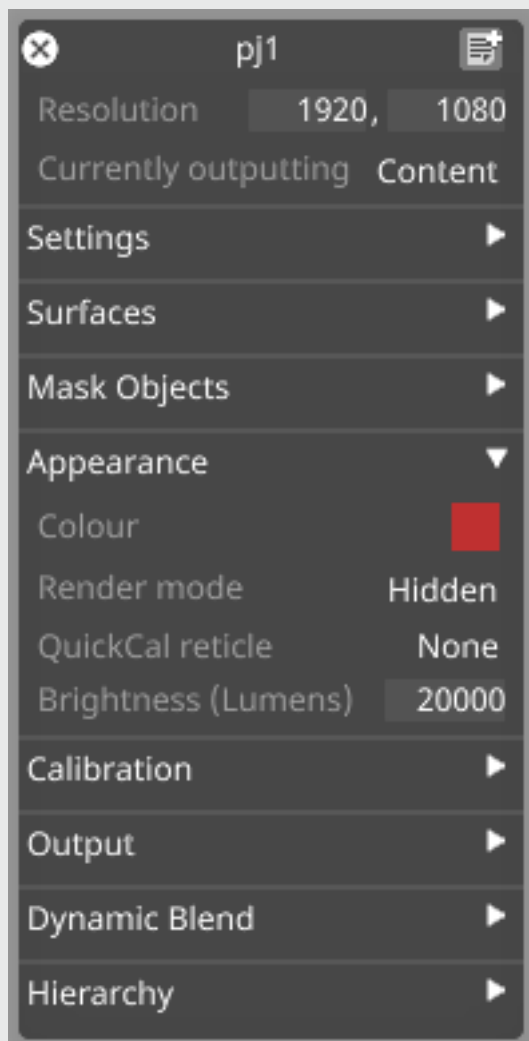 pj1
Resolution 1920, 1080
Currently outputting Content
Settings
Surfaces
Mask Objects
Appearance
Colour
Render mode Hidden
QuickCal reticle None
Brightness (Lumens) 20000
Calibration
Output
Dynamic Blend
Hierarchy